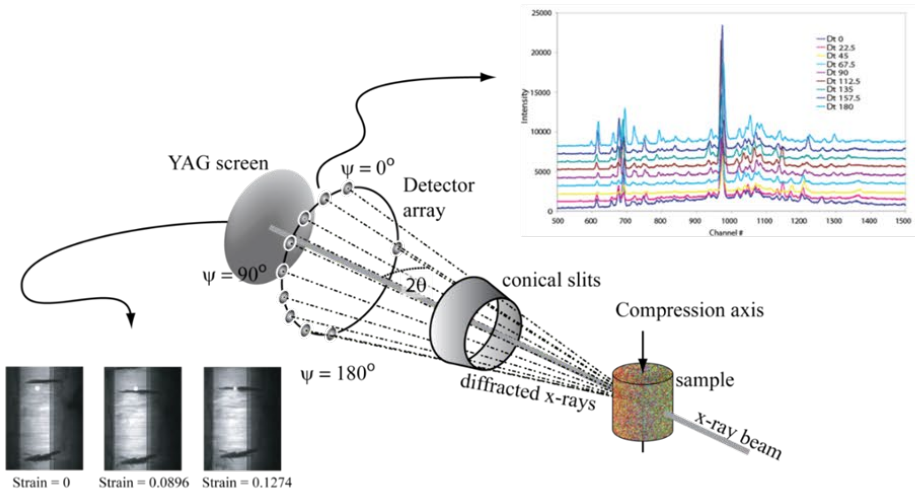 25000
20000
15000
10000
5000
0
Intensity
Dt 0
Dt 22.5
Dt 45
Dt 67.5
Dt 90
Dt 112.5
Dt 135
Dt 157.5
Dt 180
500 600 700 800 900 1000 1100 1200 1300 1400 1500
Channel #
YAG screen
ψ = 0°
Detector
array
ψ = 90°
2θ
conical slits
Compression axis
ψ = 180°
diffracted x-rays
sample
x-ray beam
Strain = 0
Strain = 0.0896
Strain = 0.1274